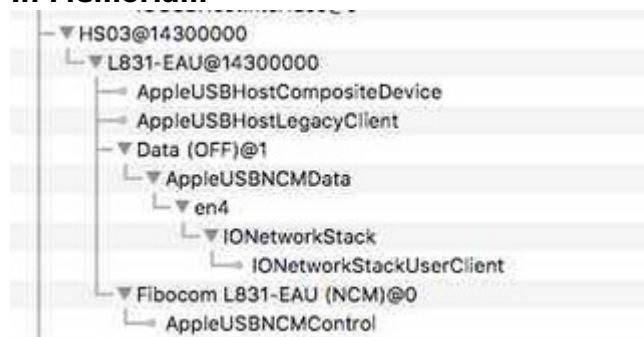 HS03@14300000
L831-EAU@14300000
AppleUSBHostCompositeDevice
AppleUSBHostLegacyClient
Data (OFF)@1
AppleUSBNCMData
en4
IONetworkStack
IONetworkStackUserClient
Fibocom L831-EAU (NCM)@0
AppleUSBNCMControl